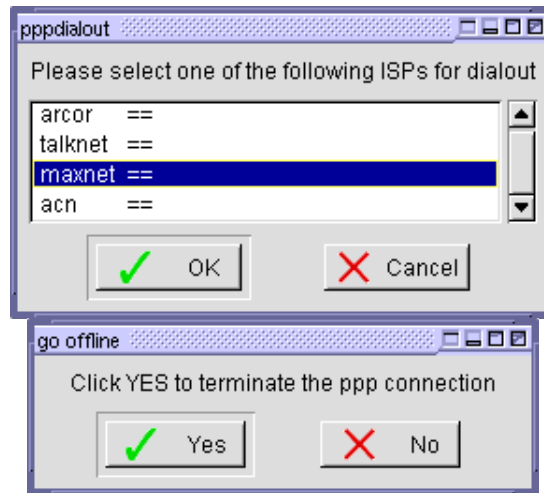 pppdialout
Please select one of the following ISPs for dialout
arcor ==
talknet ==
maxnet ==
acn ==
OK Cancel
go offline
Click YES to terminate the ppp connection
Yes No